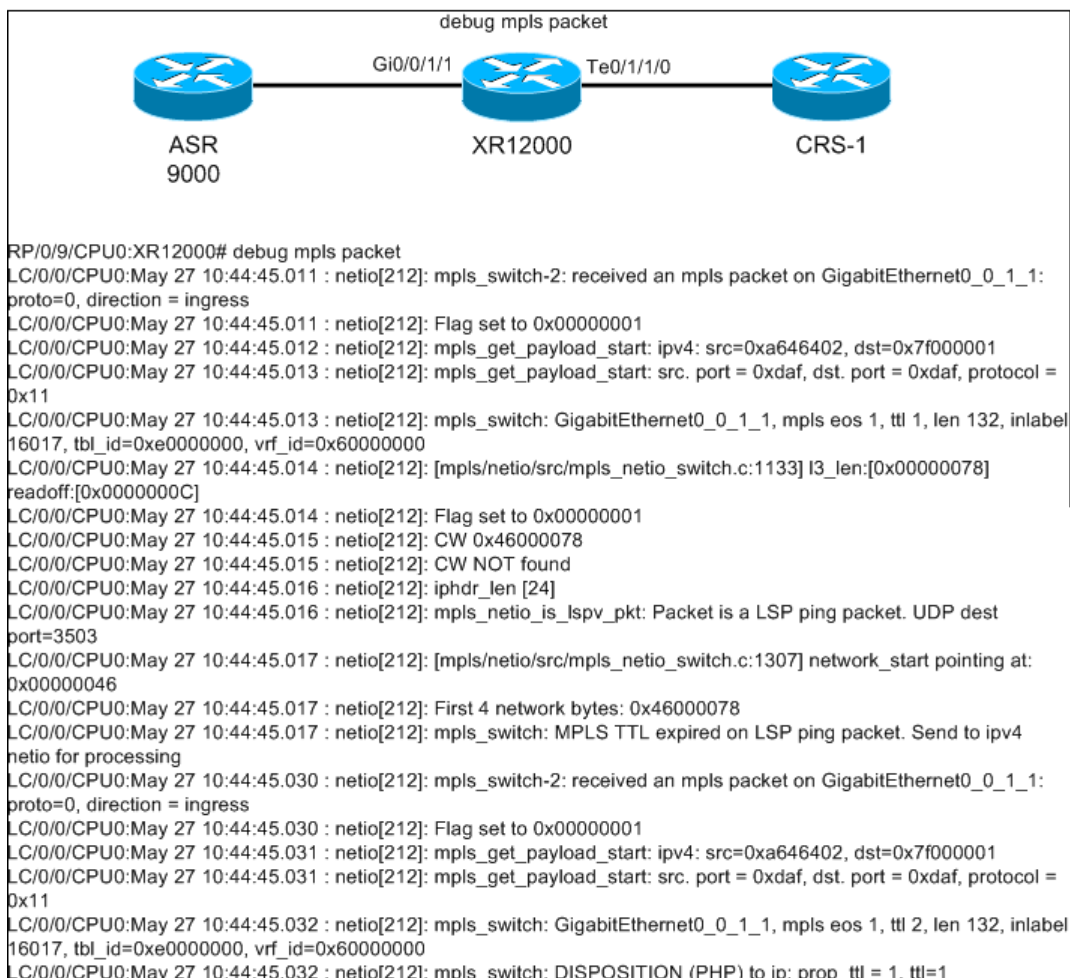 debug mpls packet
Gi0/0/1/1
Te0/1/1/0
ASR
9000
XR12000
CRS-1
RP/0/9/CPU0:XR12000# debug mpls packet
LC/0/0/CPU0:May 27 10:44:45.011 : netio[212]: mpls_switch-2: received an mpls packet on GigabitEthernet0_0_1_1:
proto=0, direction = ingress
LC/0/0/CPU0:May 27 10:44:45.011 : netio[212]: Flag set to 0x00000001
LC/0/0/CPU0:May 27 10:44:45.012 : netio[212]: mpls_get_payload_start: ipv4: src=0xa646402, dst=0x7f000001
LC/0/0/CPU0:May 27 10:44:45.013 : netio[212]: mpls_get_payload_start: src. port = 0xdaf, dst. port = 0xdaf, protocol =
0x11
LC/0/0/CPU0:May 27 10:44:45.013 : netio[212]: mpls_switch: GigabitEthernet0_0_1_1, mpls eos 1, ttl 1, len 132, inlabel
16017, tbl_id=0xe0000000, vrf_id=0x60000000
LC/0/0/CPU0:May 27 10:44:45.014 : netio[212]: [mpls/netio/src/mpls_netio_switch.c:1133] l3_len:[0x00000078]
readoff:[0x0000000C]
LC/0/0/CPU0:May 27 10:44:45.014 : netio[212]: Flag set to 0x00000001
LC/0/0/CPU0:May 27 10:44:45.015 : netio[212]: CW 0x46000078
LC/0/0/CPU0:May 27 10:44:45.015 : netio[212]: CW NOT found
LC/0/0/CPU0:May 27 10:44:45.016 : netio[212]: iphdr_len [24]
LC/0/0/CPU0:May 27 10:44:45.016 : netio[212]: mpls_netio_is_lspv_pkt: Packet is a LSP ping packet. UDP dest
port=3503
LC/0/0/CPU0:May 27 10:44:45.017 : netio[212]: [mpls/netio/src/mpls_netio_switch.c:1307] network_start pointing at:
0x00000046
LC/0/0/CPU0:May 27 10:44:45.017 : netio[212]: First 4 network bytes: 0x46000078
LC/0/0/CPU0:May 27 10:44:45.017 : netio[212]: mpls_switch: MPLS TTL expired on LSP ping packet. Send to ipv4
netio for processing
LC/0/0/CPU0:May 27 10:44:45.030 : netio[212]: mpls_switch-2: received an mpls packet on GigabitEthernet0_0_1_1:
proto=0, direction = ingress
LC/0/0/CPU0:May 27 10:44:45.030 : netio[212]: Flag set to 0x00000001
LC/0/0/CPU0:May 27 10:44:45.031 : netio[212]: mpls_get_payload_start: ipv4: src=0xa646402, dst=0x7f000001
LC/0/0/CPU0:May 27 10:44:45.031 : netio[212]: mpls_get_payload_start: src. port = 0xdaf, dst. port = 0xdaf, protocol =
0x11
LC/0/0/CPU0:May 27 10:44:45.032 : netio[212]: mpls_switch: GigabitEthernet0_0_1_1, mpls eos 1, ttl 2, len 132, inlabel
16017, tbl_id=0xe0000000, vrf_id=0x60000000
LC/0/0/CPU0:May 27 10:44:45.032 : netio[212]: mpls_switch: DISPOSITION (PHP) to ip: prop_ttl = 1, ttl=1